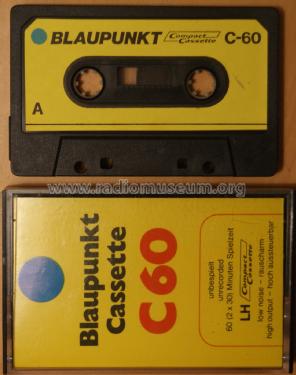 BLAUPUNKT Compact Cassette C-60
A
www.radiomuseum.org
Blaupunkt
Cassette
C60
unbespielt
unrecorded
60 (2 x 30) Minuten Spielzeit
LH Compact Cassette
low noise - rauscharm
high output - hoch aussteuerbar